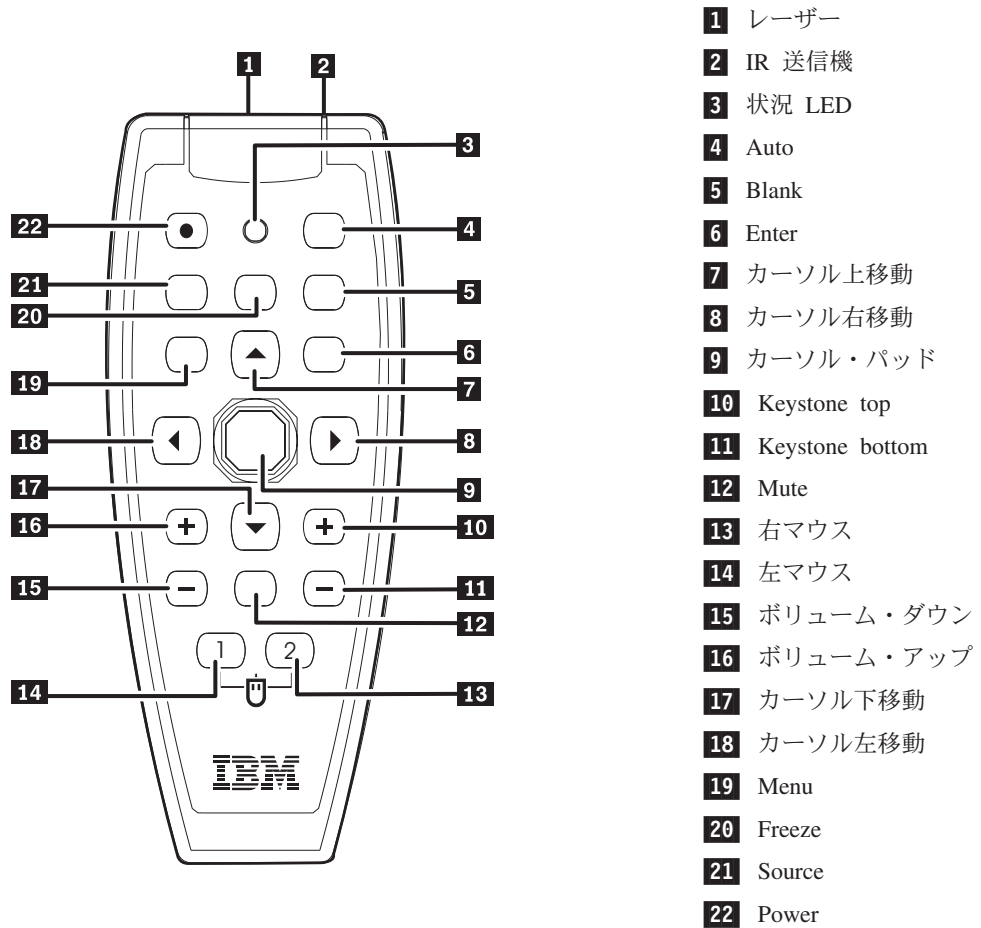 1
2
3
22
4
21
5
20
6
19
7
18
8
17
9
16
10
15
11
12
1
2
14
13
IBM
1 レーザー
2 IR 送信機
3 状況 LED
4 Auto
5 Blank
6 Enter
7 カーソル上移動
8 カーソル右移動
9 カーソル・パッド
10 Keystone top
11 Keystone bottom
12 Mute
13 右マウス
14 左マウス
15 ボリューム・ダウン
16 ボリューム・アップ
17 カーソル下移動
18 カーソル左移動
19 Menu
20 Freeze
21 Source
22 Power